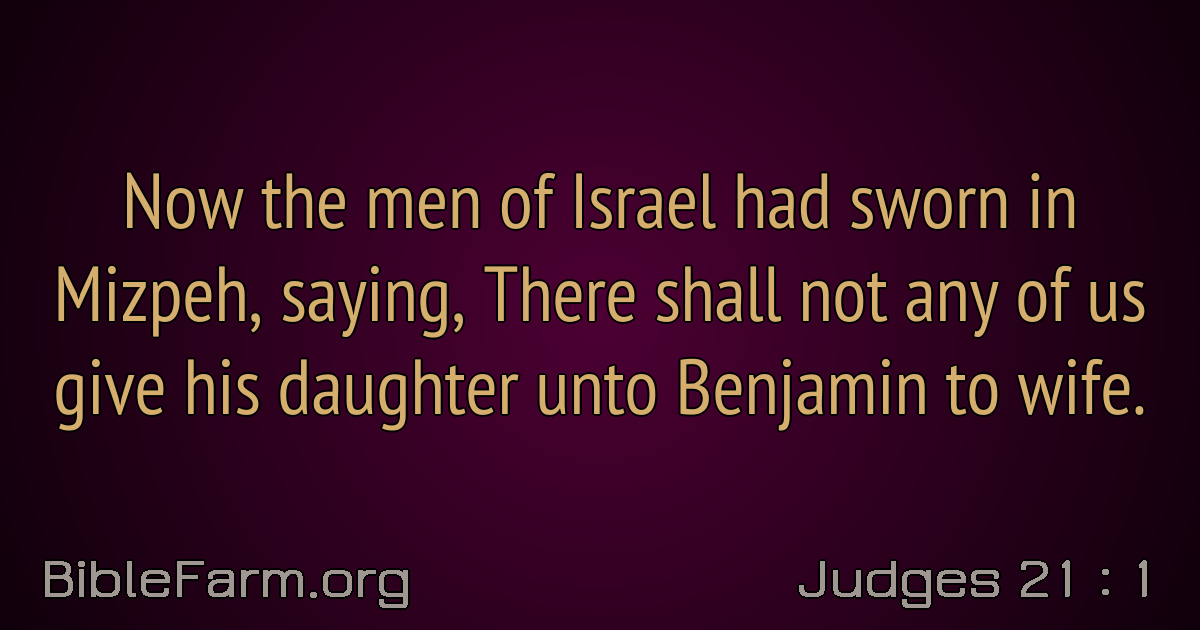 Now the men of Israel had sworn in
Mizpeh, saying, There shall not any of us
give his daughter unto Benjamin to wife.
BibleFarm.org
Judges 21 : 1